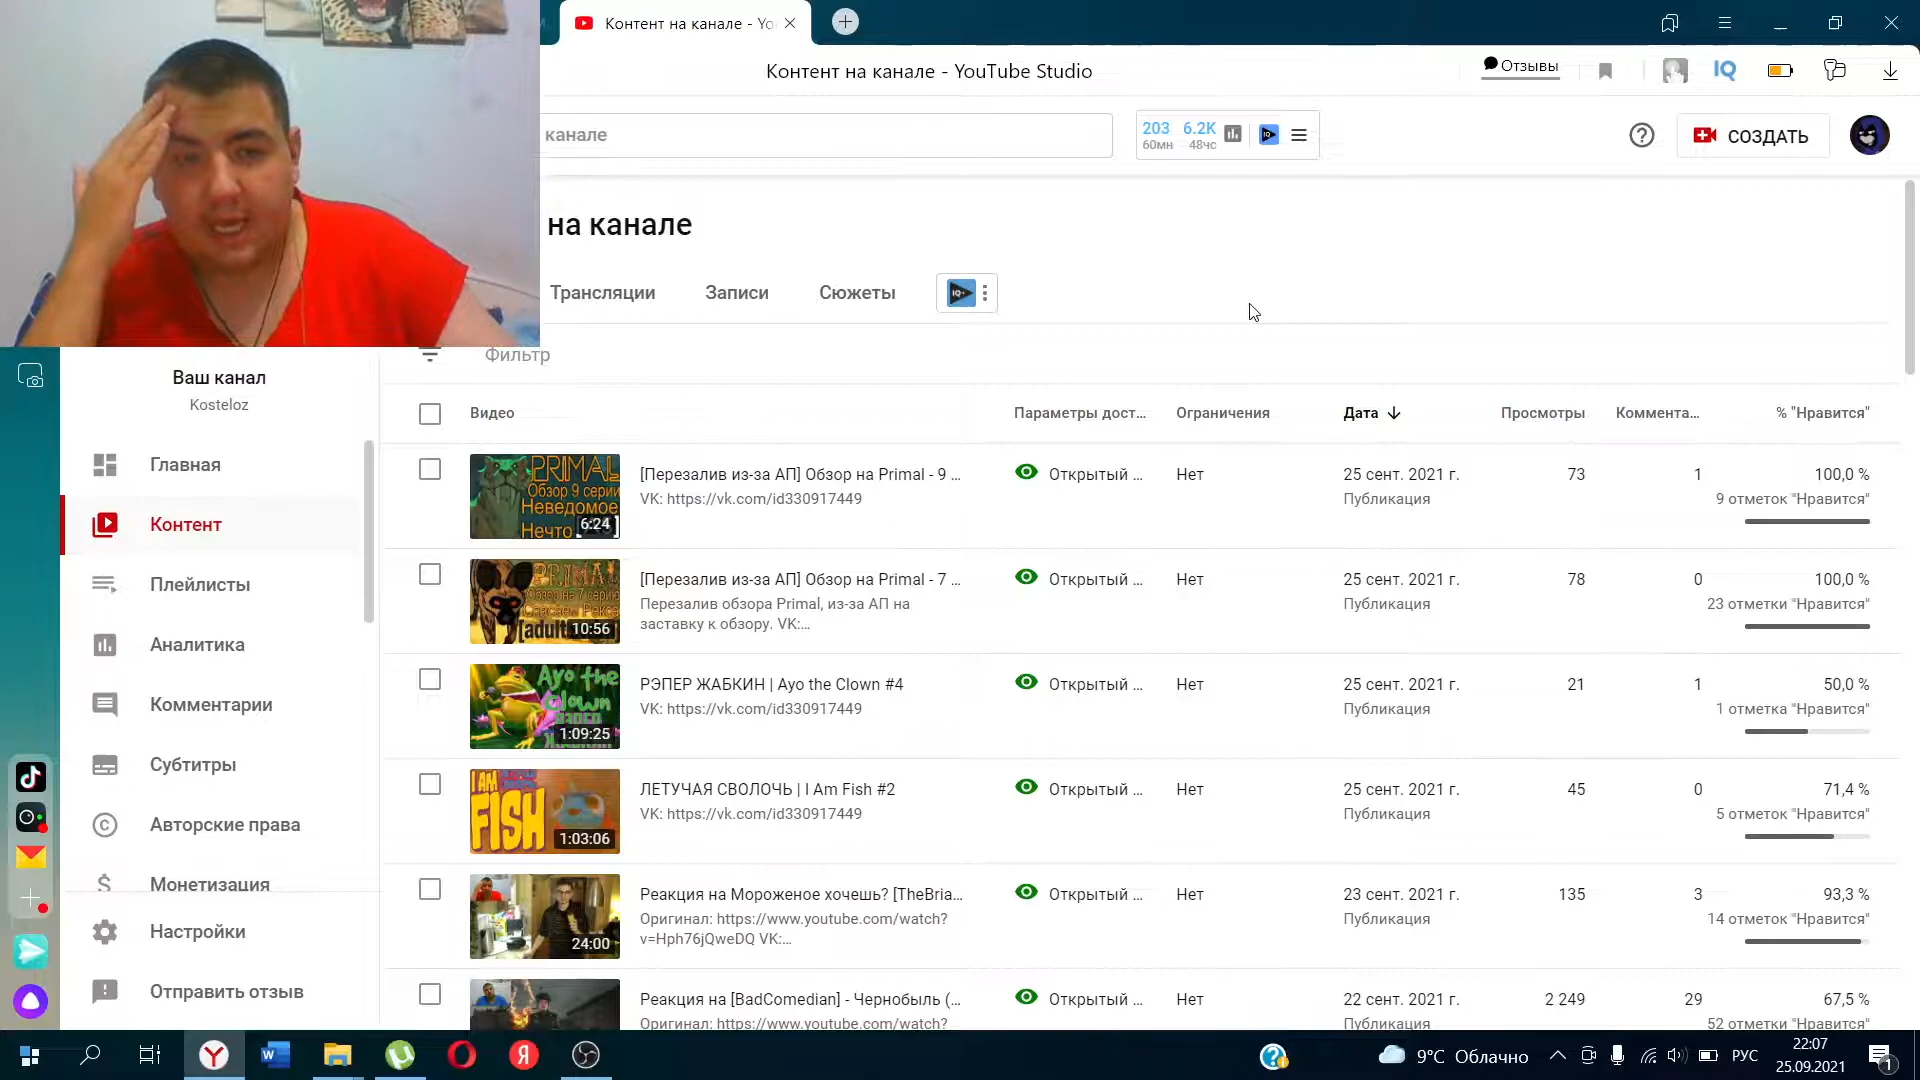 Контент на канале - Yo
Контент на канале - YouTube Studio
Отзывы
IQ
канале
203 6.2K
60мн 48чс
СОЗДАТЬ
на канале
Трансляции Записи Сюжеты
Фильтр
Ваш канал
Kosteloz
Главная
Контент
Плейлисты
Аналитика
Комментарии
Субтитры
Авторские права
Монетизация
Настройки
Отправить отзыв
Видео Параметры дост... Ограничения Дата Просмотры Коммента... % "Нравится"
PRIMAL
Обзор 9 серии
Неведомое
Нечто
6:24
[Перезалив из-за АП] Обзор на Primal - 9 ... Открытый ... Нет 25 сент. 2021 г. 73 1 100,0 %
VK: https://vk.com/id330917449 Публикация 9 отметок "Нравится"
PRIMAL
Обзор на 7 серию
Спасаем Рекса
[adult
10:56
[Перезалив из-за АП] Обзор на Primal - 7 ... Открытый ... Нет 25 сент. 2021 г. 78 0 100,0 %
Перезалив обзора Primal, из-за АП на Публикация 23 отметки "Нравится"
заставку к обзору. VK:...
Ayo the
Clown
1:09:25
РЭПЕР ЖАБКИН | Ayo the Clown #4 Открытый ... Нет 25 сент. 2021 г. 21 1 50,0 %
VK: https://vk.com/id330917449 Публикация 1 отметка "Нравится"
I AM
FISH
1:03:06
ЛЕТУЧАЯ СВОЛОЧЬ | I Am Fish #2 Открытый ... Нет 25 сент. 2021 г. 45 0 71,4 %
VK: https://vk.com/id330917449 Публикация 5 отметок "Нравится"
24:00
Реакция на Мороженое хочешь? [TheBria... Открытый ... Нет 23 сент. 2021 г. 135 3 93,3 %
Оригинал: https://www.youtube.com/watch? Публикация 14 отметок "Нравится"
v=Hph76jQweDQ VK:...
Реакция на [BadComedian] - Чернобыль (... Открытый ... Нет 22 сент. 2021 г. 2 249 29 67,5 %
Оригинал: https://www.youtube.com/watch? Публикация 52 отметки "Нравится"
9°C Облачно РУС 22:07
25.09.2021
1